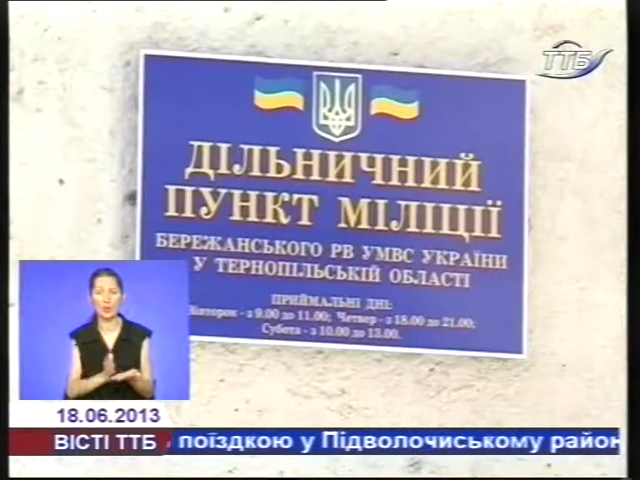 ТТБ
ДІЛЬНИЧНИЙ
ПУНКТ МІЛІЦІЇ
БЕРЕЖАНСЬКОГО РВ УМВС УКРАЇНИ
У ТЕРНОПІЛЬСЬКІЙ ОБЛАСТІ
ПРИЙМАЛЬНІ ДНІ:
Вівторок - з 9.00 до 11.00; Четвер - з 18.00 до 21.00;
Субота - з 10.00 до 13.00.
18.06.2013
ВІСТІ ТТБ поїздкою у Підволочиському район